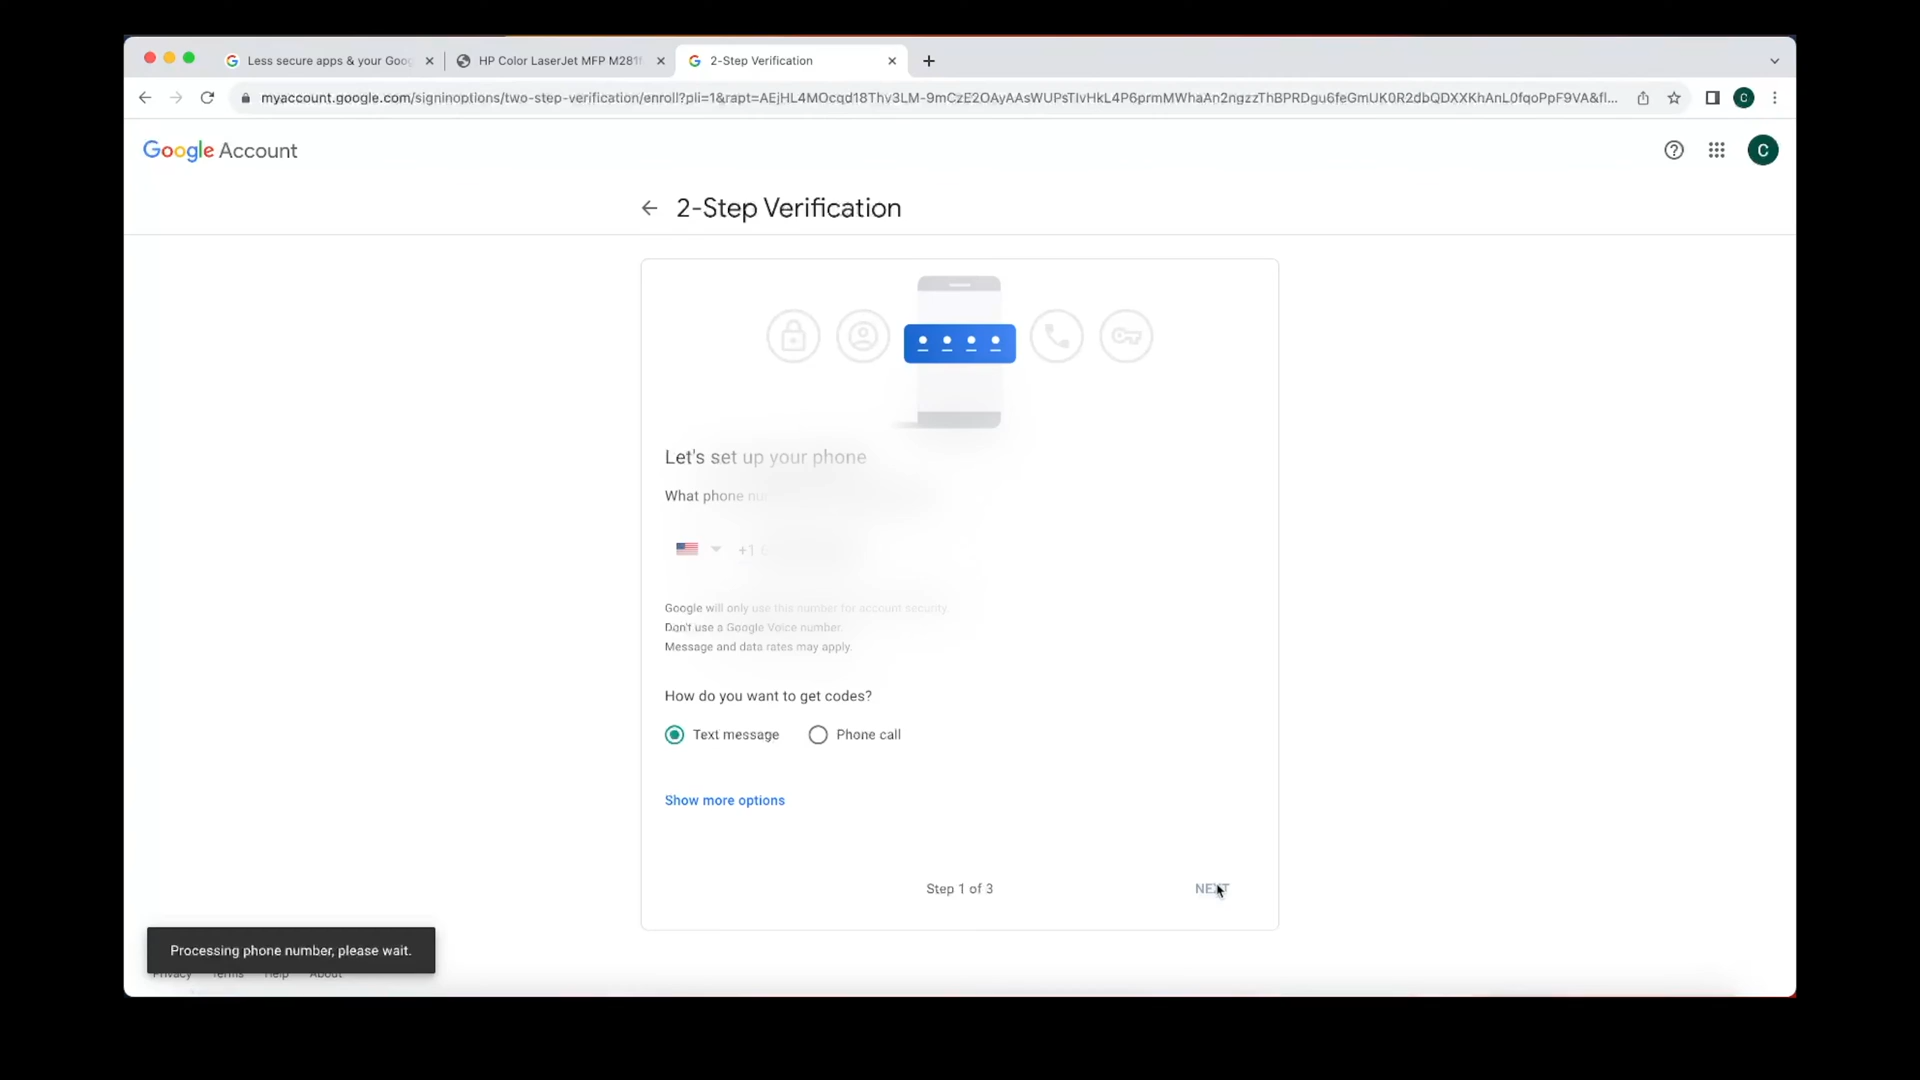 Less secure apps & your Goog
HP Color LaserJet MFP M281f
2-Step Verification
myaccount.google.com/signinoptions/two-step-verification/enroll?pli=1&rapt=AEjHL4MOcqd18Thv3LM-9mCzE2OAyAAsWUPsTIvHkL4P6prmMWhaAn2ngzzThBPRDgu6feGmUK0R2dbQDXXKhAnL0fqoPpF9VA&fl...
C
Google Account
C
2-Step Verification
Let's set up your phone
What phone
+1
Google will only use this number for account security.
Don't use a Google Voice number.
Message and data rates may apply.
How do you want to get codes?
Text message
Phone call
Show more options
Step 1 of 3
NEXT
Processing phone number, please wait.
Privacy Terms Help About